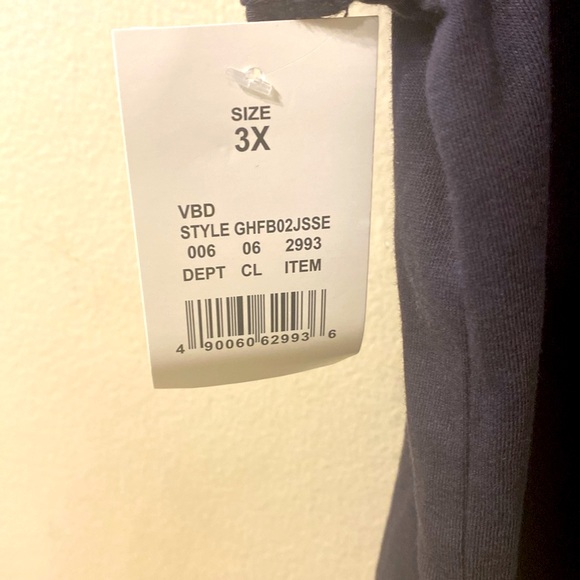 SIZE
3X
VBD
STYLE GHFB02JSSE
006 06 2993
DEPT CL ITEM
4 90060 62993 6